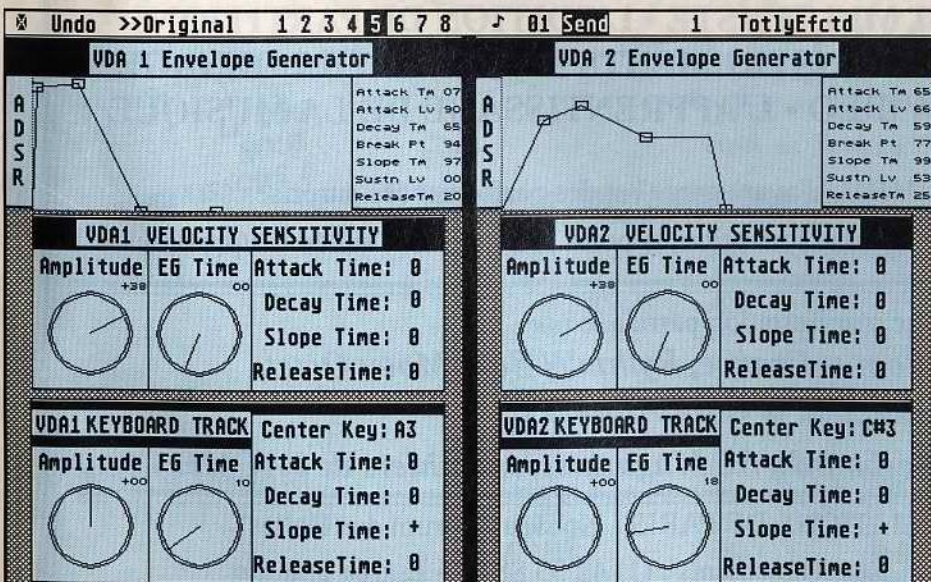 Undo >>Original 1 2 3 4 5 6 7 8 ♪ 01 Send 1 TotlyEfctd
VDA 1 Envelope Generator
A
D
S
R
Attack Tm 07
Attack Lv 90
Decay Tm 65
Break Pt 94
Slope Tm 97
Sustn Lv 00
ReleaseTm 20
VDA 2 Envelope Generator
A
D
S
R
Attack Tm 65
Attack Lv 66
Decay Tm 59
Break Pt 77
Slope Tm 99
Sustn Lv 53
ReleaseTm 25
VDA1 VELOCITY SENSITIVITY
Amplitude
+38
EG Time
00
Attack Time: 0
Decay Time: 0
Slope Time: 0
ReleaseTime: 0
VDA2 VELOCITY SENSITIVITY
Amplitude
+38
EG Time
00
Attack Time: 0
Decay Time: 0
Slope Time: 0
ReleaseTime: 0
VDA1 KEYBOARD TRACK
Amplitude
+00
EG Time
10
Center Key: A3
Attack Time: 0
Decay Time: 0
Slope Time: +
ReleaseTime: 0
VDA2 KEYBOARD TRACK
Amplitude
+00
EG Time
18
Center Key: C#3
Attack Time: 0
Decay Time: 0
Slope Time: +
ReleaseTime: 0